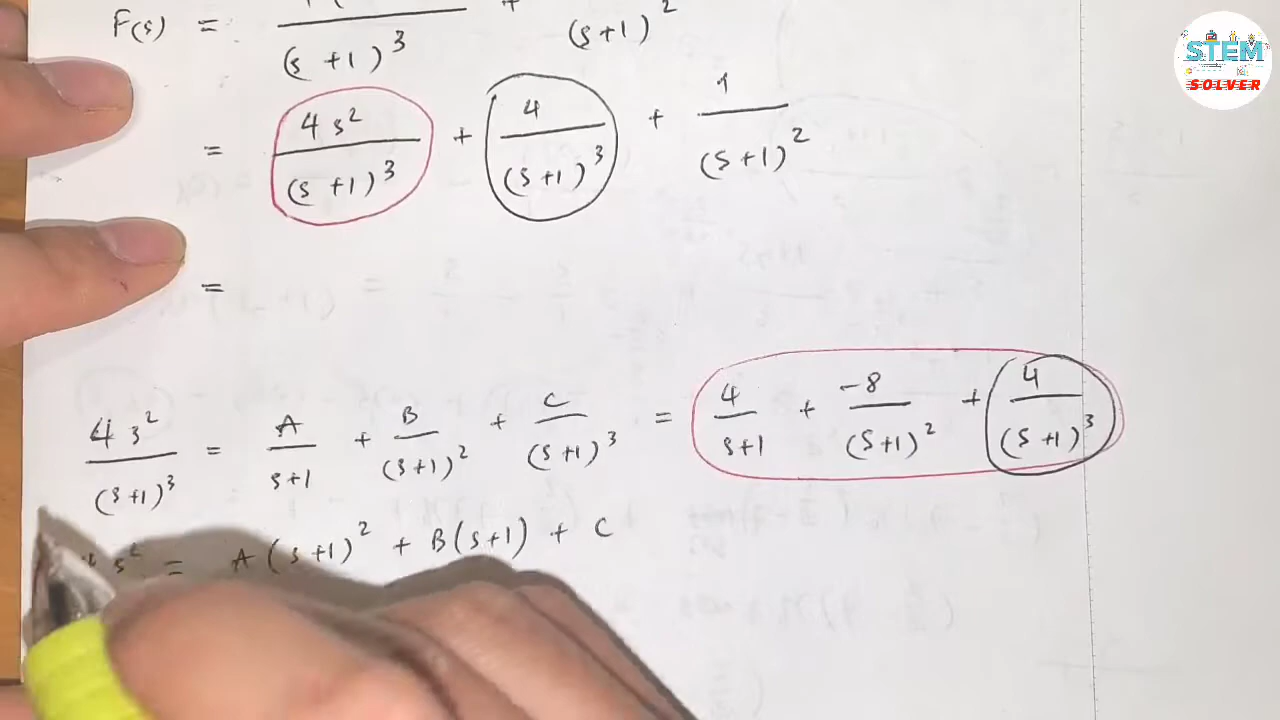 STEM
SOLVER
F(s) = / (s+1)^3 + / (s+1)^2
= 4s^2/(s+1)^3 + 4/(s+1)^3 + 1/(s+1)^2
=
4s^2/(s+1)^3 = A/s+1 + B/(s+1)^2 + C/(s+1)^3 = 4/s+1 + -8/(s+1)^2 + 4/(s+1)^3
s^2 = A(s+1)^2 + B(s+1) + C